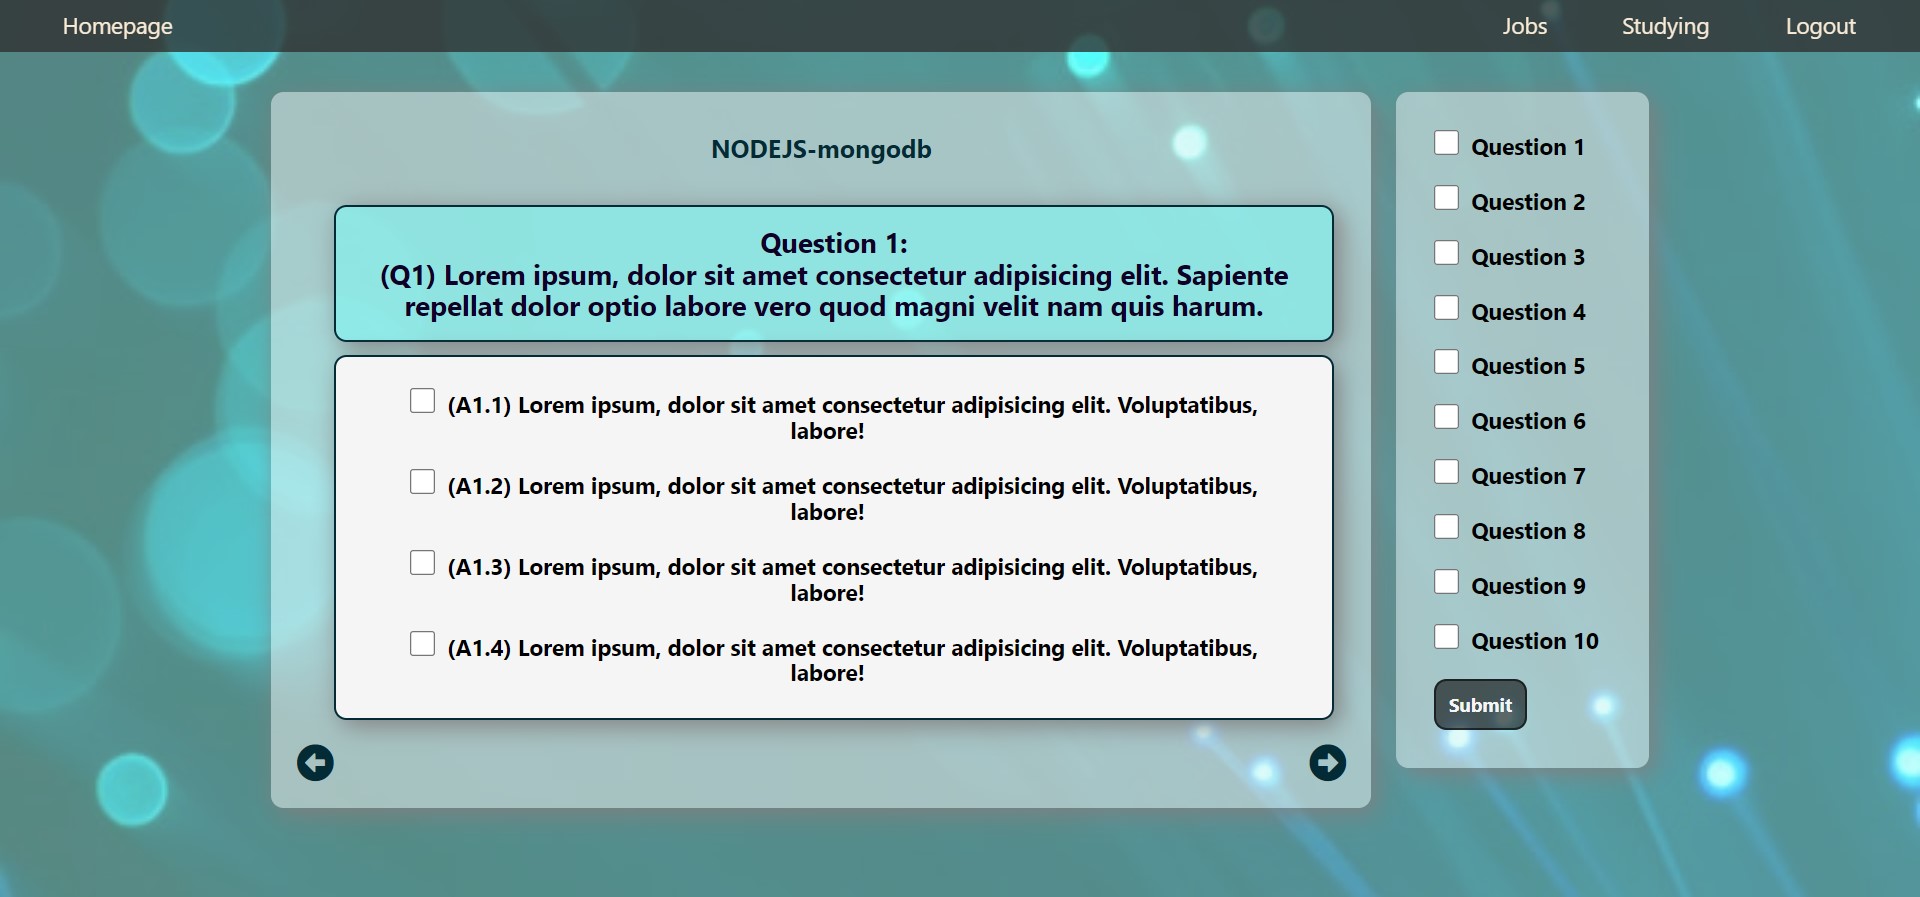 Homepage
Jobs
Studying
Logout
NODEJS-mongodb
Question 1:
(Q1) Lorem ipsum, dolor sit amet consectetur adipisicing elit. Sapiente
repellat dolor optio labore vero quod magni velit nam quis harum.
(A1.1) Lorem ipsum, dolor sit amet consectetur adipisicing elit. Voluptatibus,
labore!
(A1.2) Lorem ipsum, dolor sit amet consectetur adipisicing elit. Voluptatibus,
labore!
(A1.3) Lorem ipsum, dolor sit amet consectetur adipisicing elit. Voluptatibus,
labore!
(A1.4) Lorem ipsum, dolor sit amet consectetur adipisicing elit. Voluptatibus,
labore!
Question 1
Question 2
Question 3
Question 4
Question 5
Question 6
Question 7
Question 8
Question 9
Question 10
Submit